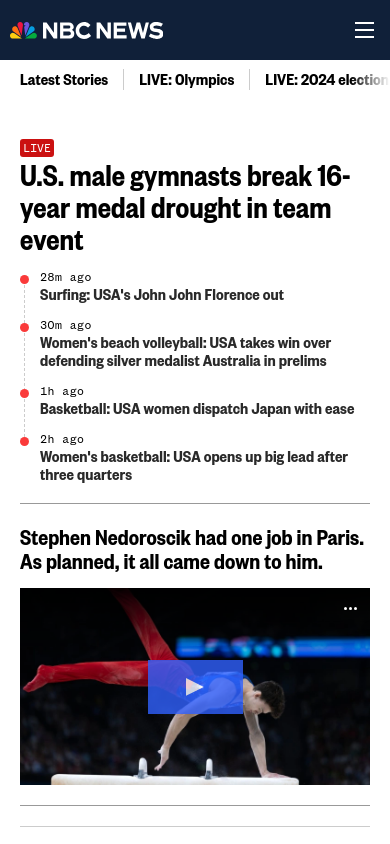 NBC NEWS
Latest Stories
LIVE: Olympics
LIVE: 2024 election
LIVE
U.S. male gymnasts break 16-
year medal drought in team
event
28m ago
Surfing: USA's John John Florence out
30m ago
Women's beach volleyball: USA takes win over
defending silver medalist Australia in prelims
1h ago
Basketball: USA women dispatch Japan with ease
2h ago
Women's basketball: USA opens up big lead after
three quarters
Stephen Nedoroscik had one job in Paris.
As planned, it all came down to him.